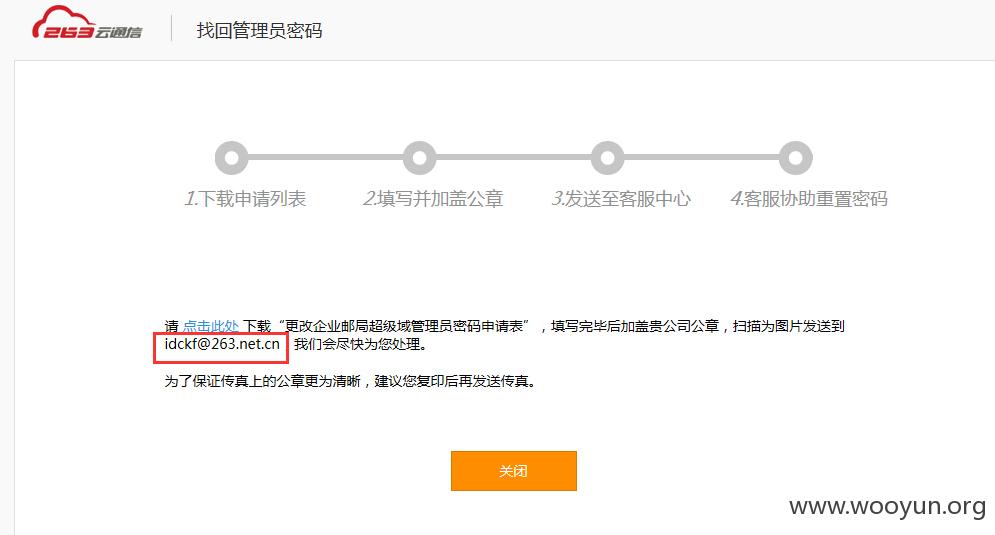 263云通信
找回管理员密码
1.下载申请列表
2.填写并加盖公章
3.发送至客服中心
4.客服协助重置密码
请 点击此处 下载“更改企业邮局超级域管理员密码申请表”，填写完毕后加盖贵公司公章，扫描为图片发送到
idckf@263.net.cn 我们会尽快为您处理。
为了保证传真上的公章更为清晰，建议您复印后再发送传真。
关闭
www.wooyun.org